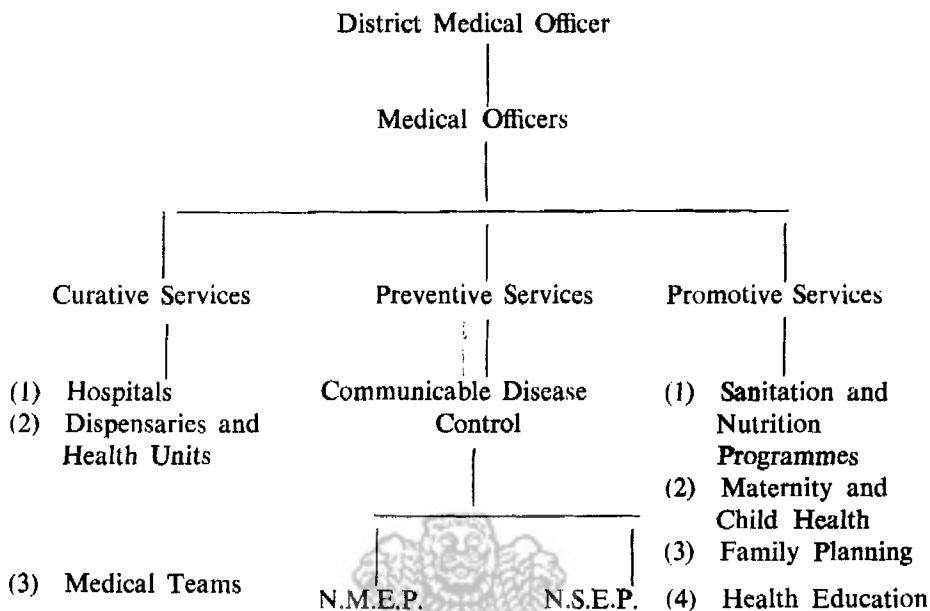 District Medical Officer
Medical Officers
Curative Services
Preventive Services
Promotive Services
(1) Hospitals
(2) Dispensaries and
Health Units
(3) Medical Teams
Communicable Disease
Control
N.M.E.P.
N.S.E.P.
(1) Sanitation and
Nutrition
Programmes
(2) Maternity and
Child Health
(3) Family Planning
(4) Health Education